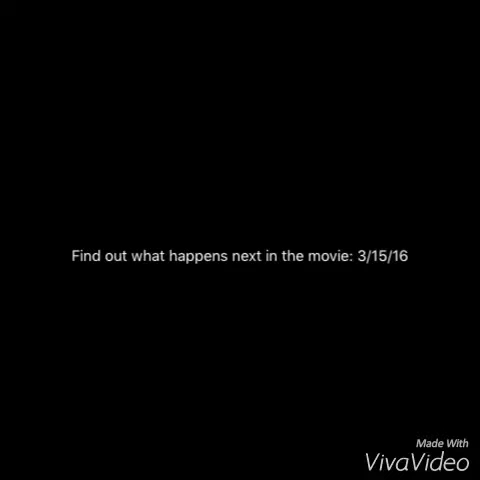 Find out what happens next in the movie: 3/15/16
Made With
VivaVideo